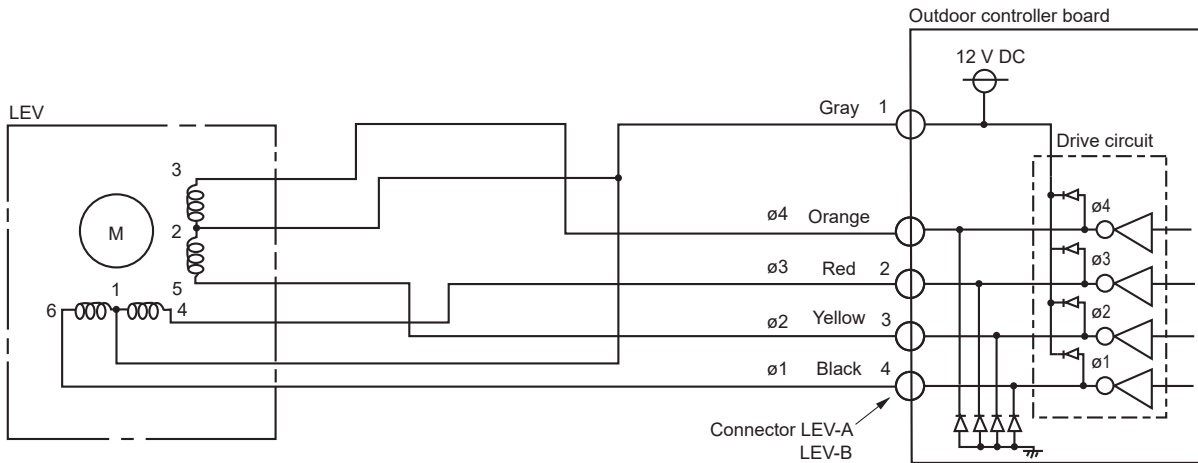 Outdoor controller board
12 V DC
LEV
Gray 1
Drive circuit
3
ø4
ø4 Orange
M
2
ø3
ø3 Red 2
5
1
6
4
ø2
ø2 Yellow 3
ø1
ø1 Black 4
Connector LEV-A
LEV-B